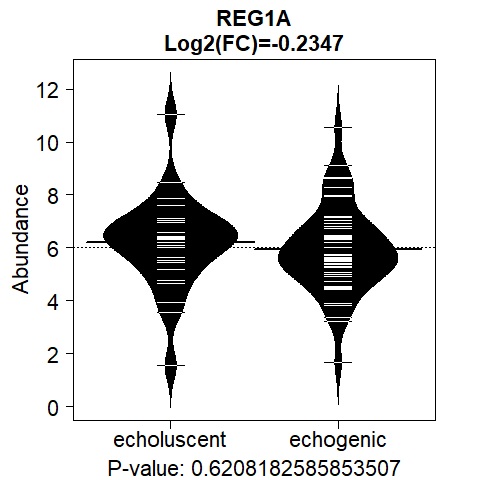 REG1A
Log2(FC)=-0.2347
Abundance
12
10
8
6
4
2
0
echoluscent echogenic
P-value: 0.6208182585853507